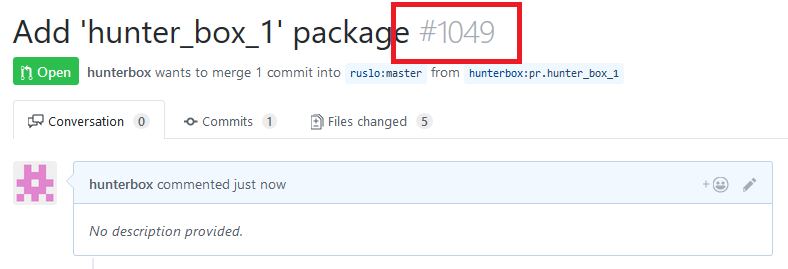 Add 'hunter_box_1' package #1049
Open hunterbox wants to merge 1 commit into ruslo:master from hunterbox:pr.hunter_box_1
Conversation 0 Commits 1 Files changed 5
hunterbox commented just now +
No description provided.